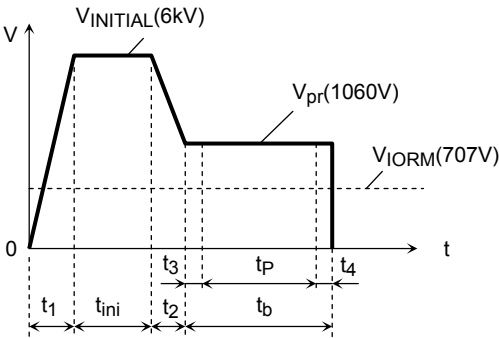 V
VINITIAL(6kV)
Vpr(1060V)
VIORM(707V)
0
t
t3
tP
t4
t1
tini
t2
tb